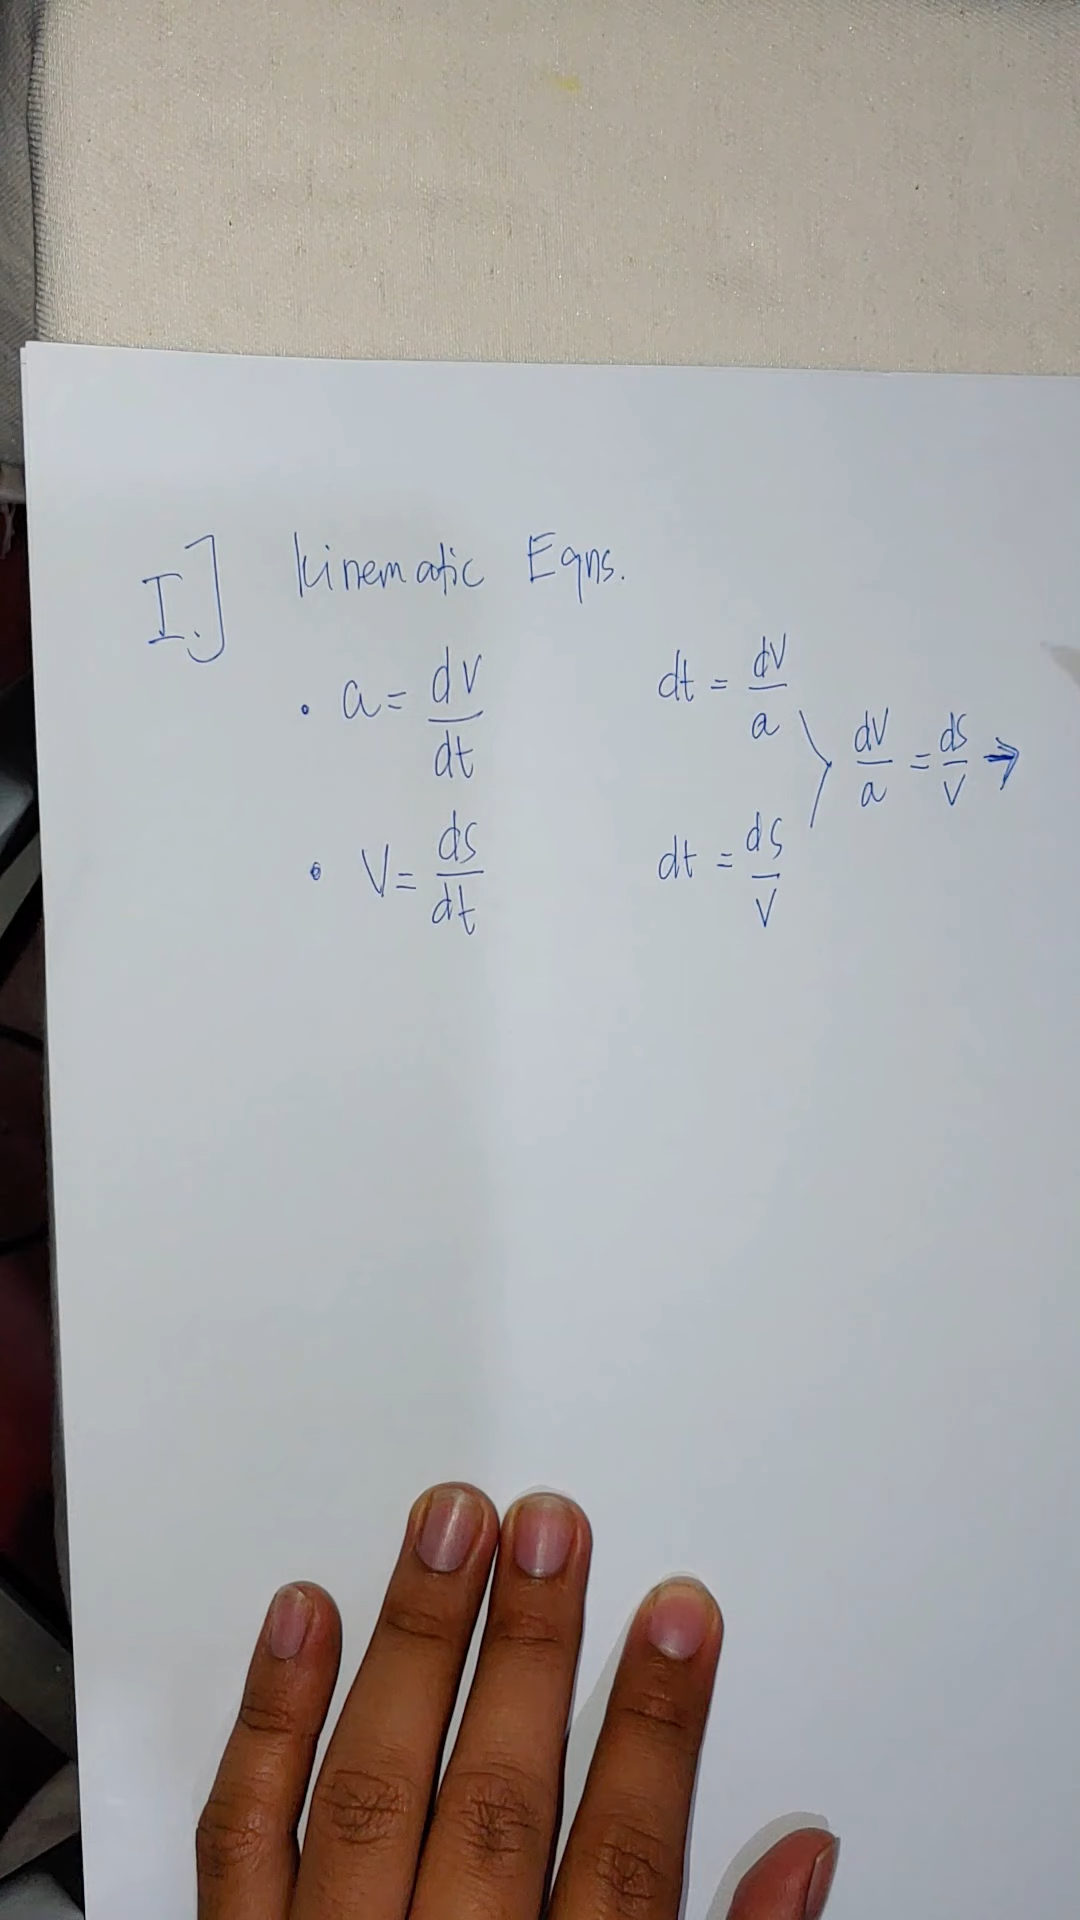 I.] Kinematic Eqns.
• a = dv/dt
dt = dv/a
dv/a = ds/v →
• V = ds/dt
dt = ds/v